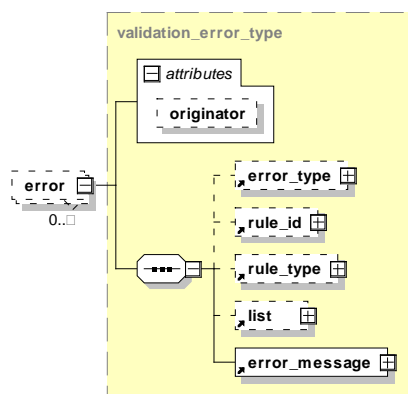 validation_error_type
attributes
originator
error
0..□
error_type
rule_id
rule_type
list
error_message